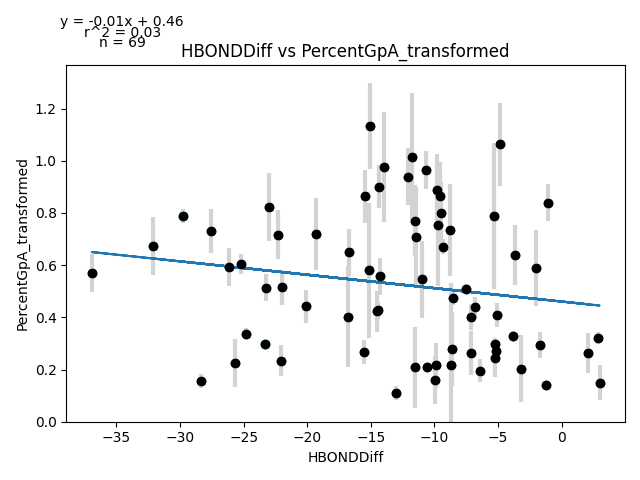 y = -0.01x + 0.46
r^2 = 0.03
n = 69
HBONDDiff vs PercentGpA_transformed
1.2
1.0
0.8
0.6
0.4
0.2
0.0
PercentGpA_transformed
−35 −30 −25 −20 −15 −10 −5 0
HBONDDiff